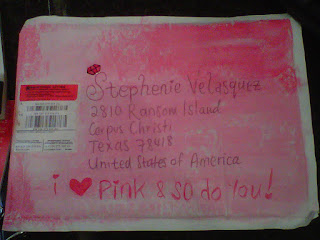 Stephenie Velasquez
2810 Ransom Island
Corpus Christi
Texas 78418
United States of America
i ♥ Pink & SO do You!